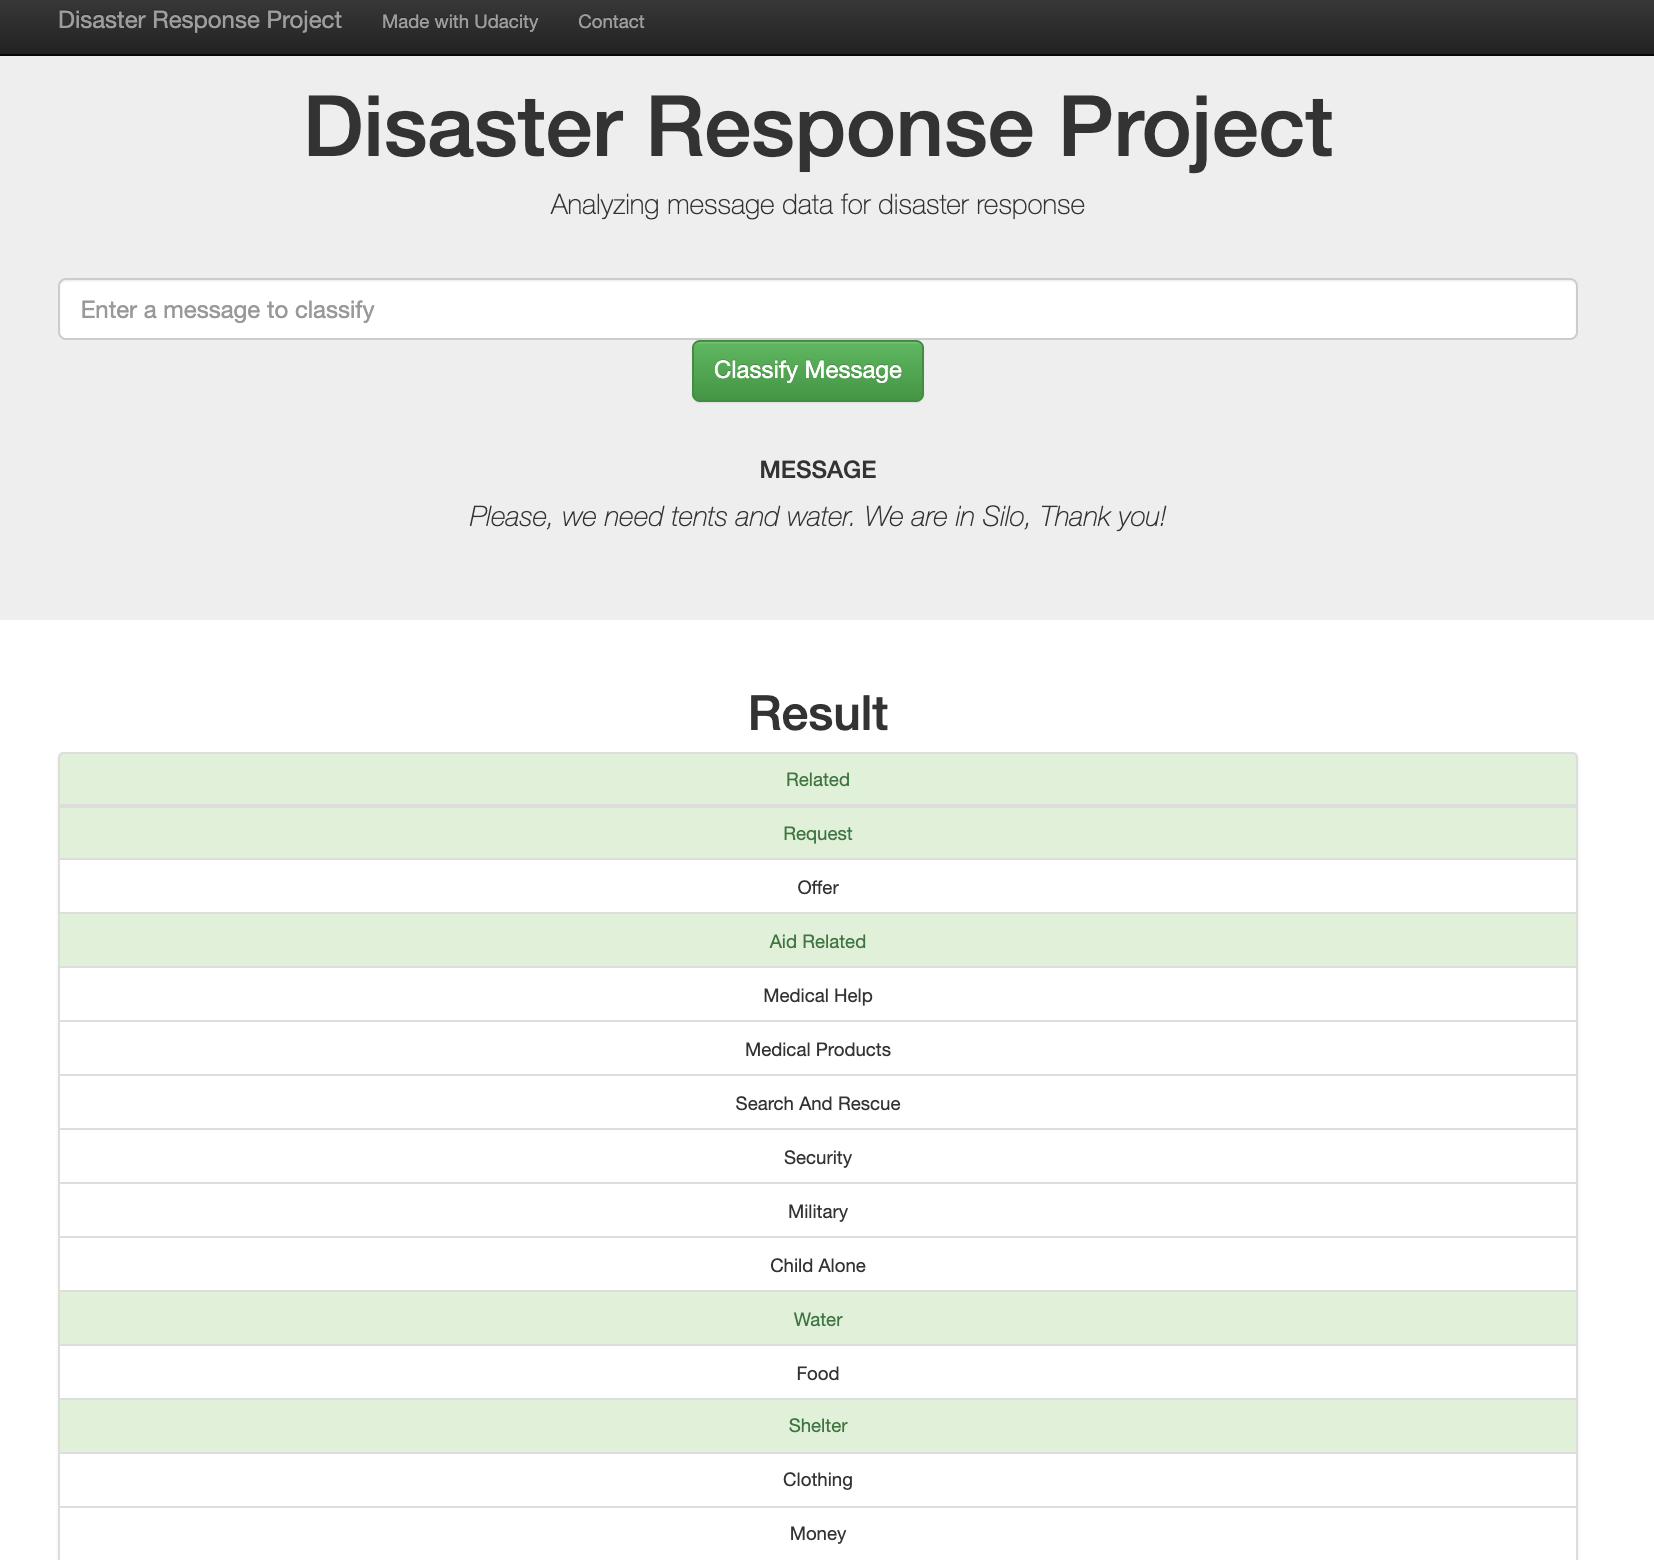 Disaster Response Project Made with Udacity Contact
Disaster Response Project
Analyzing message data for disaster response
Enter a message to classify
Classify Message
MESSAGE
Please, we need tents and water. We are in Silo, Thank you!
Result
Related
Request
Offer
Aid Related
Medical Help
Medical Products
Search And Rescue
Security
Military
Child Alone
Water
Food
Shelter
Clothing
Money